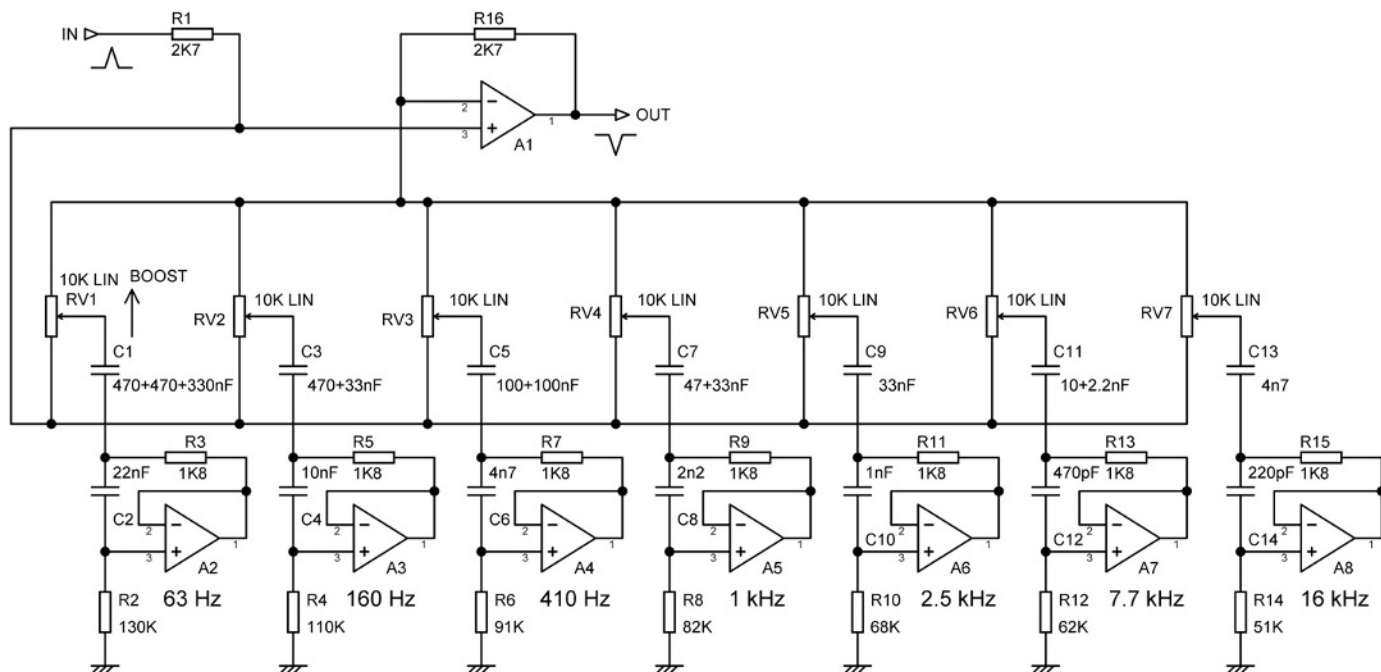 IN
R1
2K7
R16
2K7
2
3
1
A1
OUT
10K LIN
RV1
BOOST
10K LIN
RV2
10K LIN
RV3
10K LIN
RV4
10K LIN
RV5
10K LIN
RV6
10K LIN
RV7
C1
470+470+330nF
C3
470+33nF
C5
100+100nF
C7
47+33nF
C9
33nF
C11
10+2.2nF
C13
4n7
R3
1K8
22nF
C2
2
3
1
A2
R2
130K
63 Hz
R5
1K8
10nF
C4
2
3
1
A3
R4
110K
160 Hz
R7
1K8
4n7
C6
2
3
1
A4
R6
91K
410 Hz
R9
1K8
2n2
C8
2
3
1
A5
R8
82K
1 kHz
R11
1K8
1nF
C10
2
3
1
A6
R10
68K
2.5 kHz
R13
1K8
470pF
C12
2
3
1
A7
R12
62K
7.7 kHz
R15
1K8
220pF
C14
2
3
1
A8
R14
51K
16 kHz